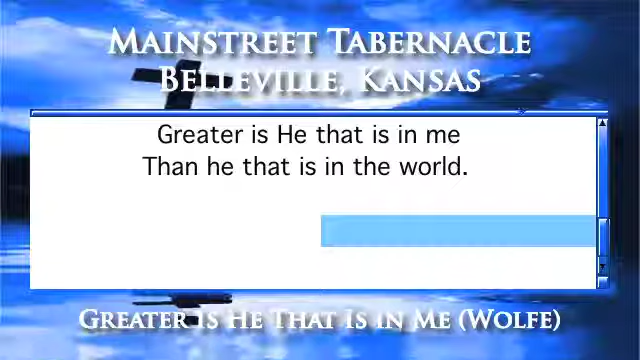 Mainstreet Tabernacle
Belleville, Kansas
Greater is He that is in me
Than he that is in the world.
Greater Is He That Is in Me (Wolfe)